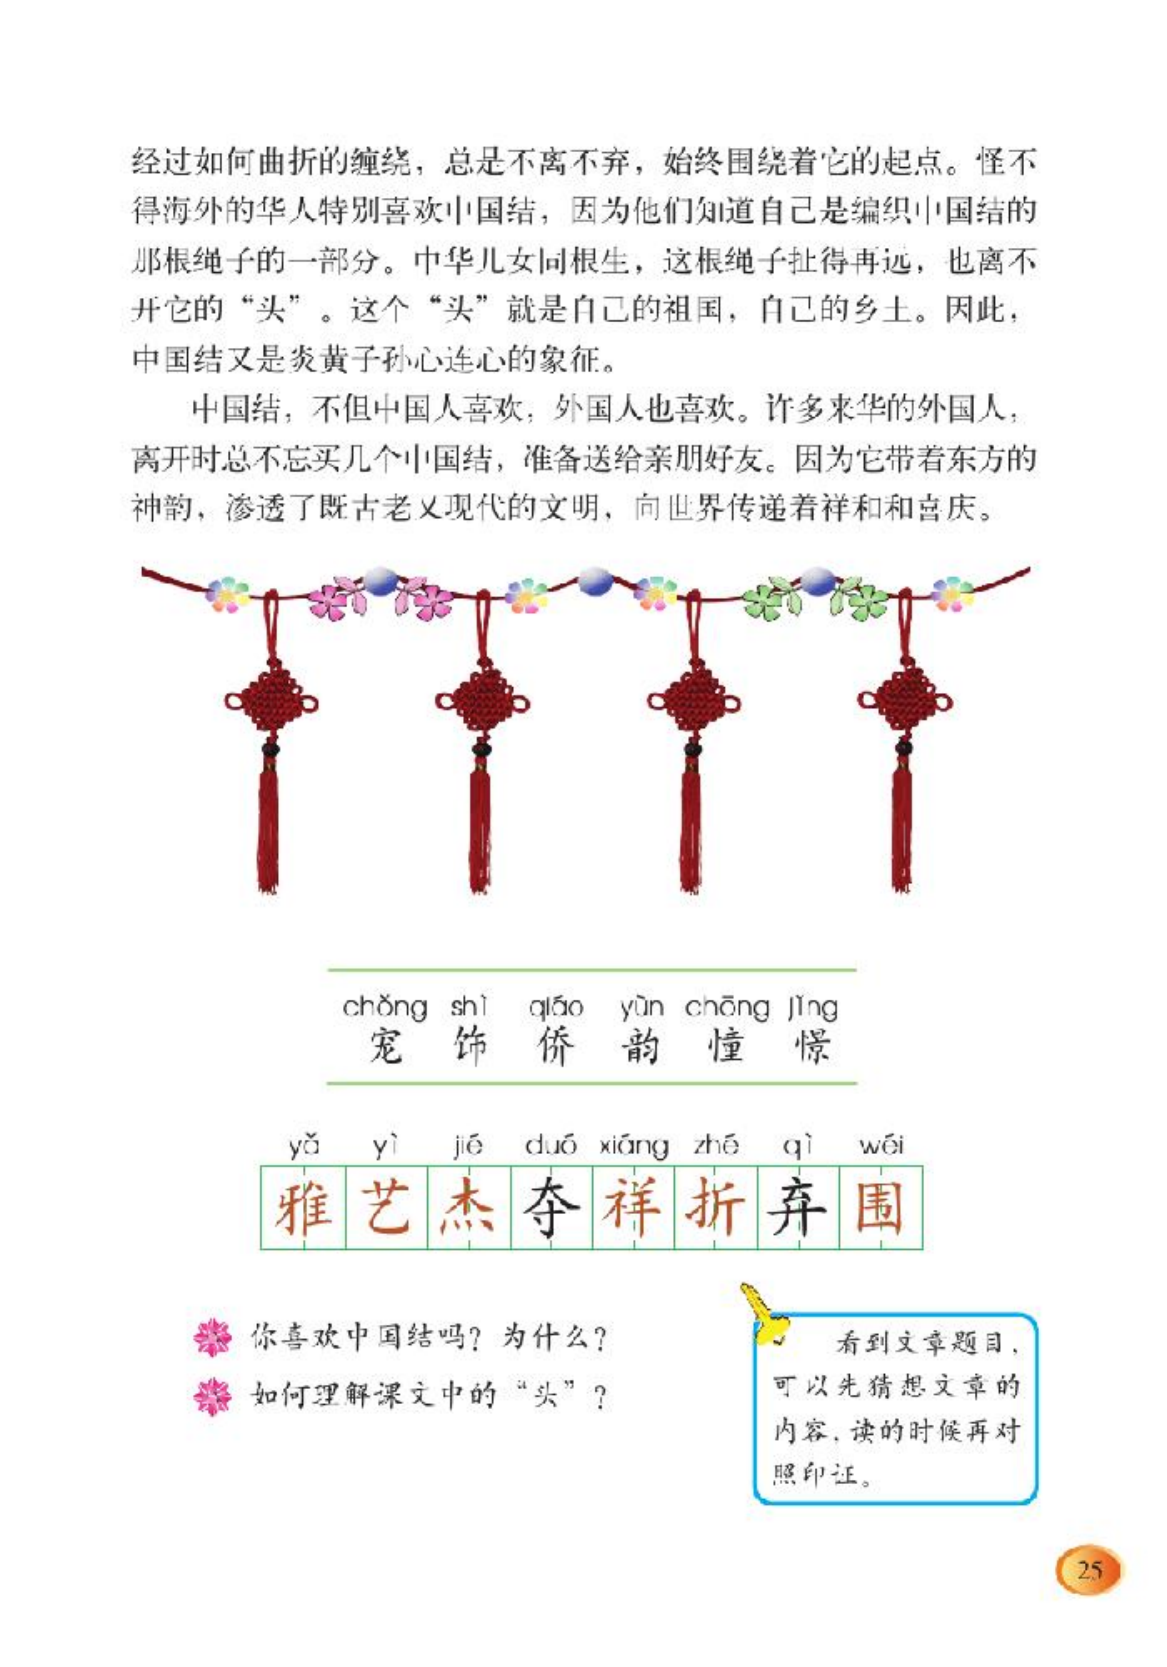 经过如何曲折的缠绕，总是不离不弃，始终围绕着它的起点。怪不
得海外的华人特别喜欢中国结，因为他们知道自己是编织中国结的
那根绳子的一部分。中华儿女同根生，这根绳子扯得再远，也离不
开它的“头”。这个“头”就是自己的祖国，自己的乡土。因此，
中国结又是炎黄子孙心连心的象征。
中国结，不但中国人喜欢，外国人也喜欢。许多来华的外国人，
离开时总不忘买几个中国结，准备送给亲朋好友。因为它带着东方的
神韵，渗透了既古老又现代的文明，向世界传递着祥和和喜庆。
chǒng shì qiáo yùn chōng jǐng
宠 饰 侨 韵 憧 憬
yǎ yì jié duó xiáng zhé qì wéi
雅 艺 杰 夺 祥 折 弃 围
你喜欢中国结吗？为什么？
如何理解课文中的“头”？
看到文章题目，
可以先猜想文章的
内容，读的时候再对
照印证。
25